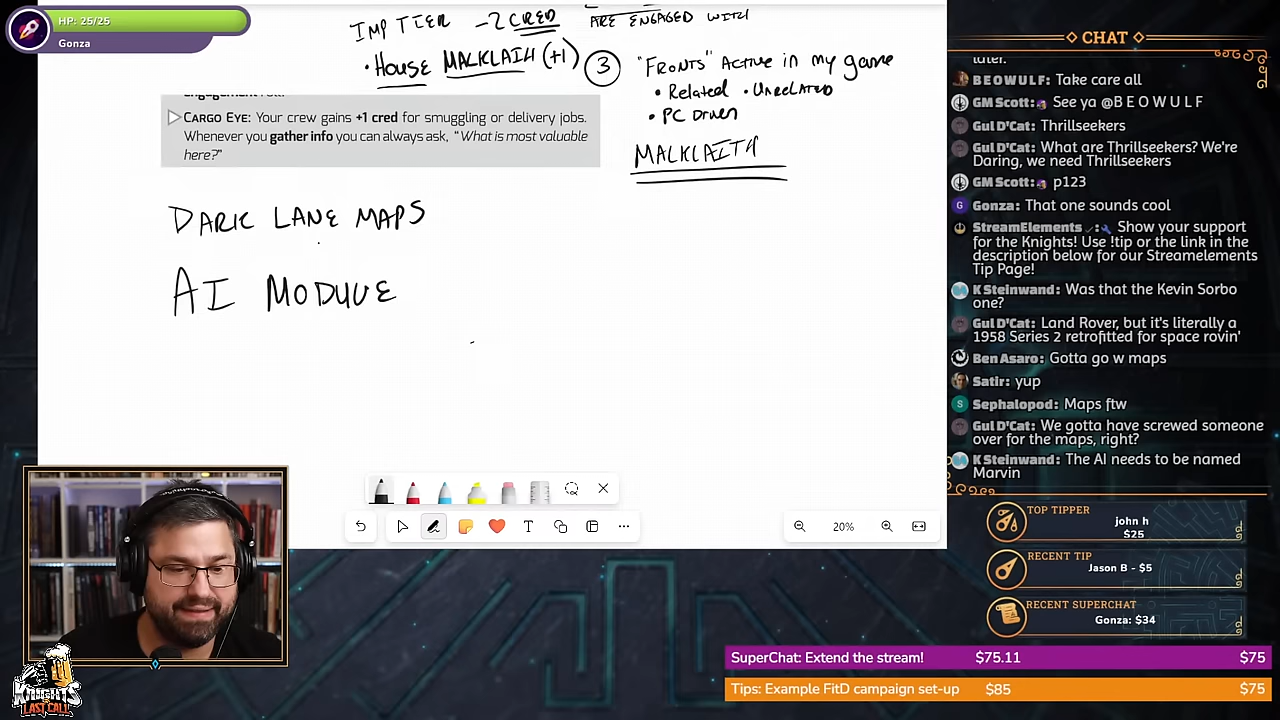 HP: 25/25
Gonza
IMP TIER -2 CRED
ARE ENGAGED WITH
• HOUSE MALKLAITH (+1)
3 "FRONTS" ACTIVE in my game
• Related • UNRELATED
• PC Driven
MALKLAITH
CARGO EYE: Your crew gains +1 cred for smuggling or delivery jobs.
Whenever you gather info you can always ask, "What is most valuable
here?"
DARK LANE MAPS
AI MODULE
20%
CHAT
later.
BEOWULF: Take care all
GM Scott: See ya @B E O W U L F
Gul D'Cat: Thrillseekers
Gul D'Cat: What are Thrillseekers? We're
Daring, we need Thrillseekers
GM Scott: p123
Gonza: That one sounds cool
StreamElements: Show your support
for the Knights! Use !tip or the link in the
description below for our Streamelements
Tip Page!
K Steinwand: Was that the Kevin Sorbo
one?
Gul D'Cat: Land Rover, but it's literally a
1958 Series 2 retrofitted for space rovin'
Ben Asaro: Gotta go w maps
Satir: yup
Sephalopod: Maps ftw
Gul D'Cat: We gotta have screwed someone
over for the maps, right?
K Steinwand: The AI needs to be named
Marvin
TOP TIPPER
john h
$25
RECENT TIP
Jason B - $5
RECENT SUPERCHAT
Gonza: $34
SuperChat: Extend the stream! $75.11 $75
Tips: Example FitD campaign set-up $85 $75
KNIGHTS
LAST CALL